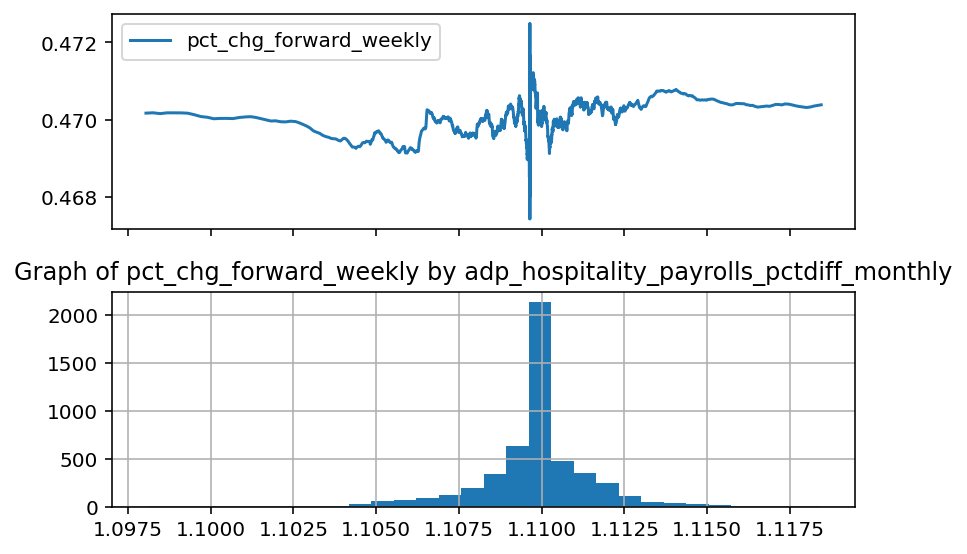 0.472
pct_chg_forward_weekly
0.470
0.468
Graph of pct_chg_forward_weekly by adp_hospitality_payrolls_pctdiff_monthly
2000
1500
1000
500
0
1.0975 1.1000 1.1025 1.1050 1.1075 1.1100 1.1125 1.1150 1.1175